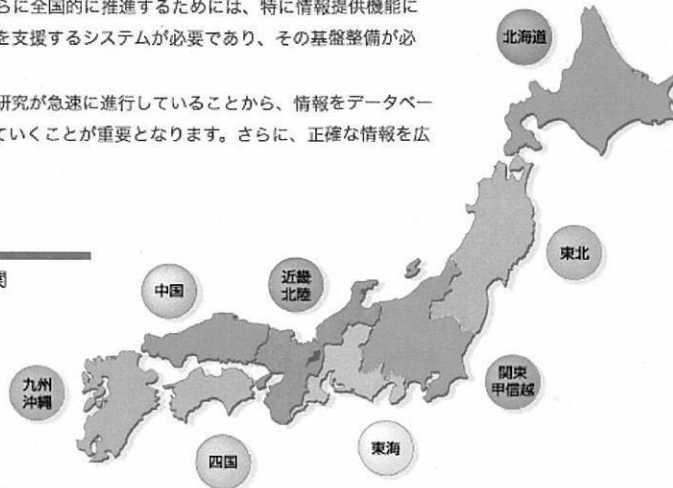 らに全国的に推進するためには、特に情報提供機能に
を支援するシステムが必要であり、その基盤整備が必
研究が急速に進行していることから、情報をデータベー
ていくことが重要となります。さらに、正確な情報を広
関
北海道
東北
近畿
北陸
中国
九州
沖縄
関東
甲信越
東海
四国